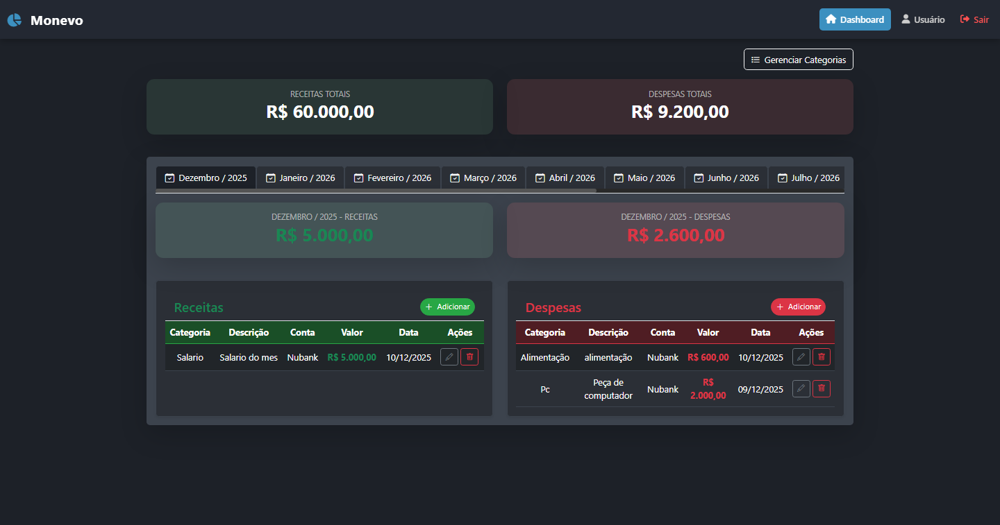 Monevo
Dashboard
Usuário
Sair
Gerenciar Categorias
RECEITAS TOTAIS
R$ 60.000,00
DESPESAS TOTAIS
R$ 9.200,00
Dezembro / 2025
Janeiro / 2026
Fevereiro / 2026
Março / 2026
Abril / 2026
Maio / 2026
Junho / 2026
Julho / 2026
DEZEMBRO / 2025 - RECEITAS
R$ 5.000,00
DEZEMBRO / 2025 - DESPESAS
R$ 2.600,00
Receitas
+ Adicionar
Categoria Descrição Conta Valor Data Ações
Salario Salario do mes Nubank R$ 5.000,00 10/12/2025
Despesas
+ Adicionar
Categoria Descrição Conta Valor Data Ações
Alimentação alimentação Nubank R$ 600,00 10/12/2025
Pc Peça de computador Nubank R$ 2.000,00 09/12/2025